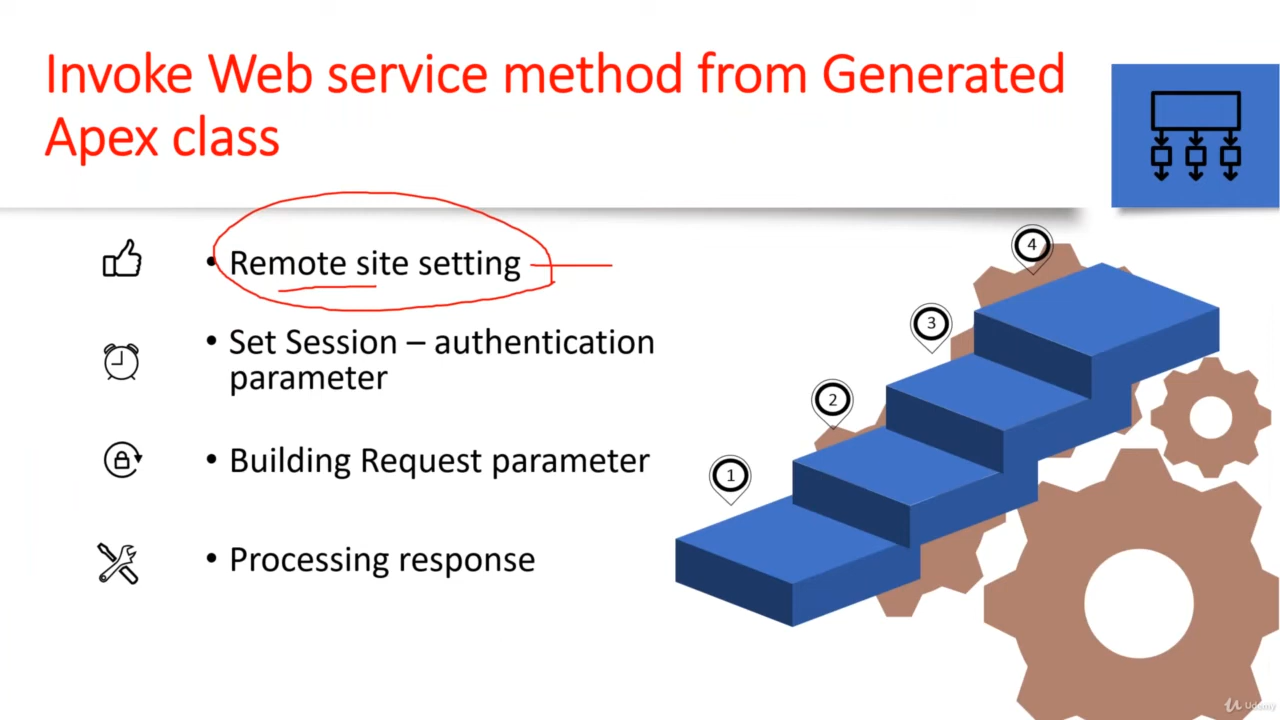 Invoke Web service method from Generated
Apex class
• Remote site setting
• Set Session – authentication
parameter
• Building Request parameter
• Processing response
4
3
2
1
Udemy